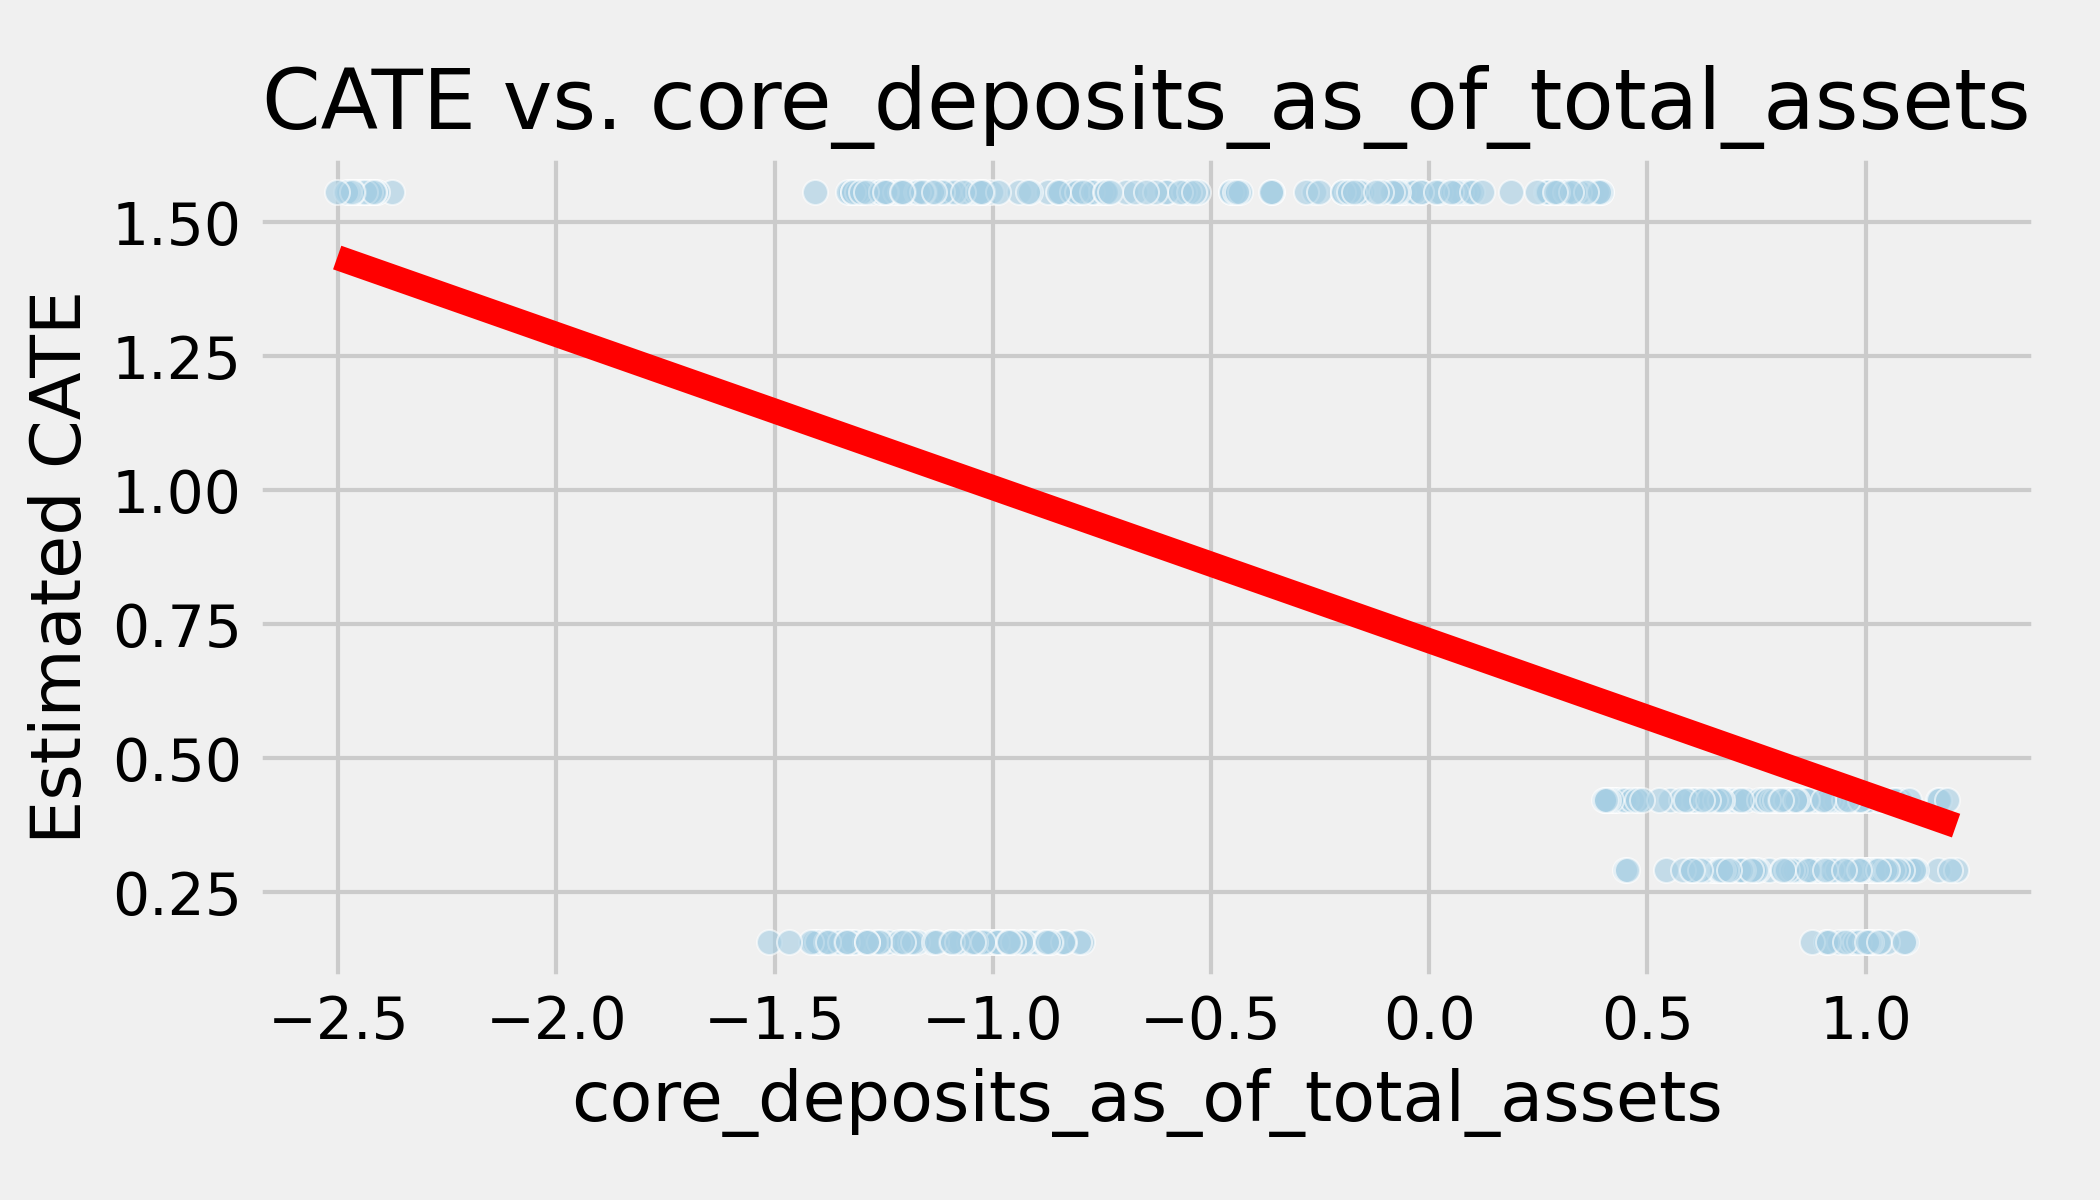 CATE vs. core_deposits_as_of_total_assets
Estimated CATE
1.50
1.25
1.00
0.75
0.50
0.25
−2.5 −2.0 −1.5 −1.0 −0.5 0.0 0.5 1.0
core_deposits_as_of_total_assets